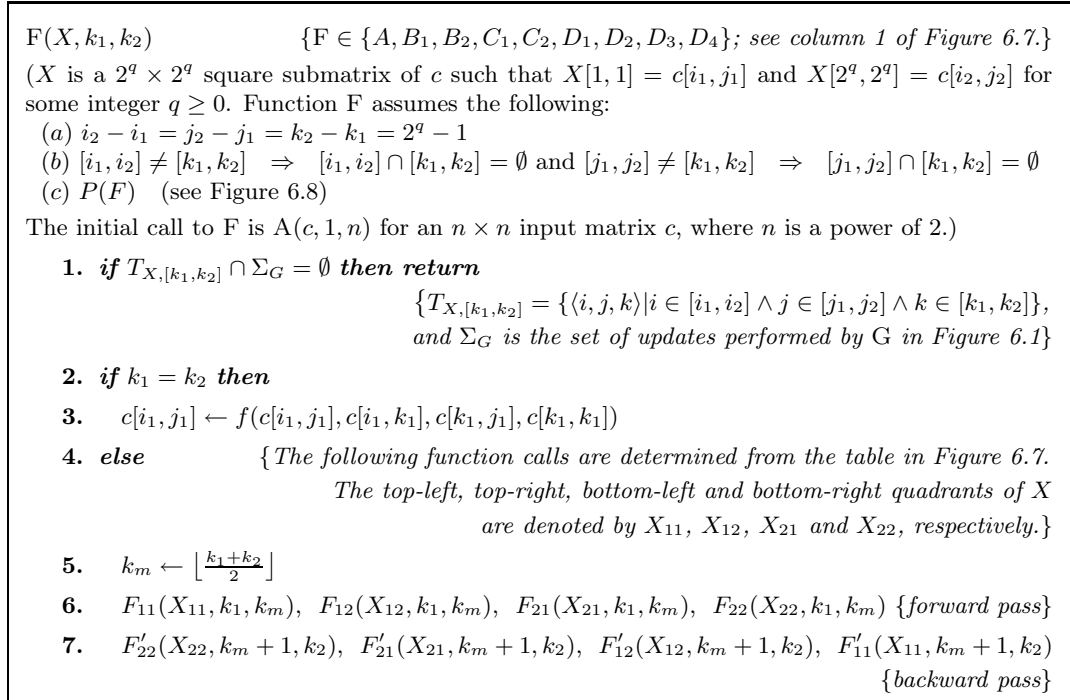 F(X, k₁, k₂) {F ∈ {A, B₁, B₂, C₁, C₂, D₁, D₂, D₃, D₄}; see column 1 of Figure 6.7.}
(X is a 2^q × 2^q square submatrix of c such that X[1, 1] = c[i₁, j₁] and X[2^q, 2^q] = c[i₂, j₂] for
some integer q ≥ 0. Function F assumes the following:
(a) i₂ − i₁ = j₂ − j₁ = k₂ − k₁ = 2^q − 1
(b) [i₁, i₂] ≠ [k₁, k₂] ⇒ [i₁, i₂] ∩ [k₁, k₂] = ∅ and [j₁, j₂] ≠ [k₁, k₂] ⇒ [j₁, j₂] ∩ [k₁, k₂] = ∅
(c) P(F) (see Figure 6.8)
The initial call to F is A(c, 1, n) for an n × n input matrix c, where n is a power of 2.)
1. if T_{X,[k₁,k₂]} ∩ Σ_G = ∅ then return
{T_{X,[k₁,k₂]} = {⟨i, j, k⟩|i ∈ [i₁, i₂] ∧ j ∈ [j₁, j₂] ∧ k ∈ [k₁, k₂]},
and Σ_G is the set of updates performed by G in Figure 6.1}
2. if k₁ = k₂ then
3. c[i₁, j₁] ← f(c[i₁, j₁], c[i₁, k₁], c[k₁, j₁], c[k₁, k₁])
4. else {The following function calls are determined from the table in Figure 6.7.
The top-left, top-right, bottom-left and bottom-right quadrants of X
are denoted by X₁₁, X₁₂, X₂₁ and X₂₂, respectively.}
5. k_m ← ⌊(k₁+k₂)/2⌋
6. F₁₁(X₁₁, k₁, k_m), F₁₂(X₁₂, k₁, k_m), F₂₁(X₂₁, k₁, k_m), F₂₂(X₂₂, k₁, k_m) {forward pass}
7. F′₂₂(X₂₂, k_m + 1, k₂), F′₂₁(X₂₁, k_m + 1, k₂), F′₁₂(X₁₂, k_m + 1, k₂), F′₁₁(X₁₁, k_m + 1, k₂)
{backward pass}